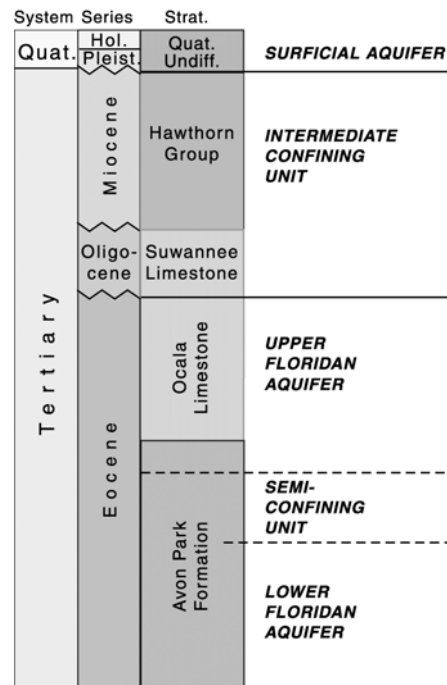 System Series Strat.
Quat.
Hol.
Pleist.
Quat.
Undiff.
SURFICIAL AQUIFER
Tertiary
Miocene
Hawthorn
Group
INTERMEDIATE
CONFINING
UNIT
Oligo-
cene
Suwannee
Limestone
Eocene
Ocala
Limestone
UPPER
FLORIDAN
AQUIFER
SEMI-
CONFINING
UNIT
Avon Park
Formation
LOWER
FLORIDAN
AQUIFER